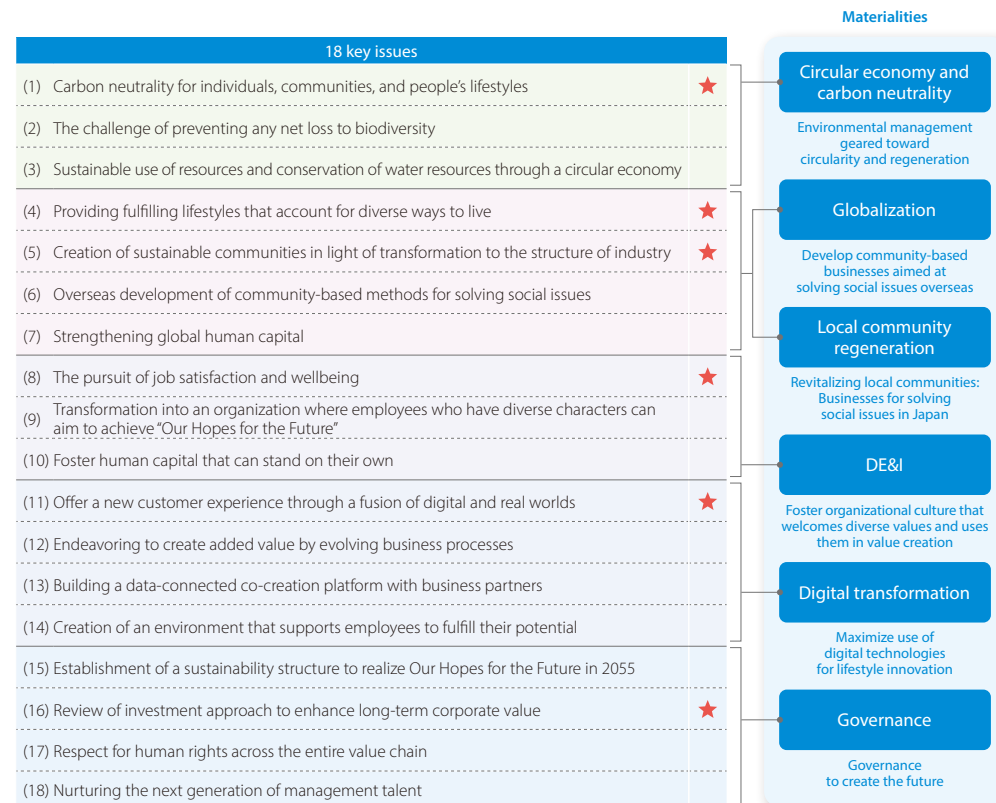 Materialities
18 key issues
(1) Carbon neutrality for individuals, communities, and people's lifestyles
(2) The challenge of preventing any net loss to biodiversity
(3) Sustainable use of resources and conservation of water resources through a circular economy
(4) Providing fulfilling lifestyles that account for diverse ways to live
(5) Creation of sustainable communities in light of transformation to the structure of industry
(6) Overseas development of community-based methods for solving social issues
(7) Strengthening global human capital
(8) The pursuit of job satisfaction and wellbeing
(9) Transformation into an organization where employees who have diverse characters can
aim to achieve "Our Hopes for the Future"
(10) Foster human capital that can stand on their own
(11) Offer a new customer experience through a fusion of digital and real worlds
(12) Endeavoring to create added value by evolving business processes
(13) Building a data-connected co-creation platform with business partners
(14) Creation of an environment that supports employees to fulfill their potential
(15) Establishment of a sustainability structure to realize Our Hopes for the Future in 2055
(16) Review of investment approach to enhance long-term corporate value
(17) Respect for human rights across the entire value chain
(18) Nurturing the next generation of management talent
Circular economy and
carbon neutrality
Environmental management
geared toward
circularity and regeneration
Globalization
Develop community-based
businesses aimed at
solving social issues overseas
Local community
regeneration
Revitalizing local communities:
Businesses for solving
social issues in Japan
DE&I
Foster organizational culture that
welcomes diverse values and uses
them in value creation
Digital transformation
Maximize use of
digital technologies
for lifestyle innovation
Governance
Governance
to create the future